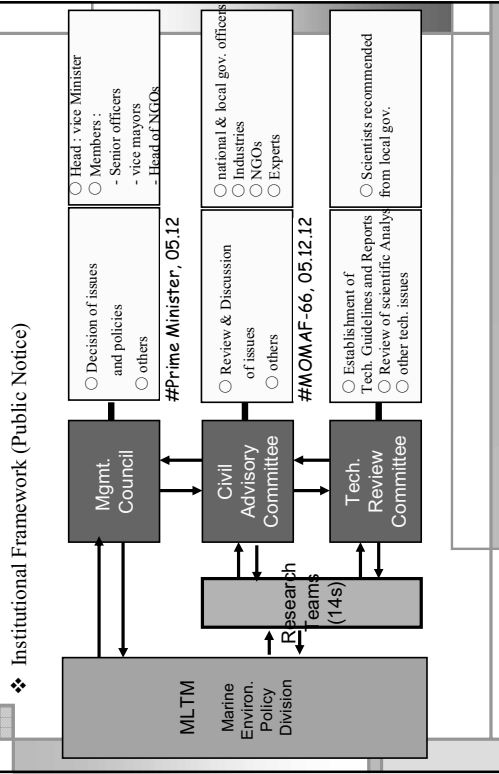 ❖ Institutional Framework (Public Notice)
MLTM
Marine
Environ.
Policy
Division
Research
Teams
(14s)
Mgmt.
Council
○ Decision of issues
and policies
○ others
○ Head : vice Minister
○ Members :
- Senior officers
- vice mayors
- Head of NGOs
#Prime Minister, 05.12
Civil
Advisory
Committee
○ Review & Discussion
of issues
○ others
○ national & local gov. officers
○ Industries
○ NGOs
○ Experts
#MOMAF-66, 05.12.12
Tech.
Review
Committee
○ Establishment of
Tech. Guidelines and Reports
○ Review of scientific Analys
○ other tech. issues
○ Scientists recommended
from local gov.